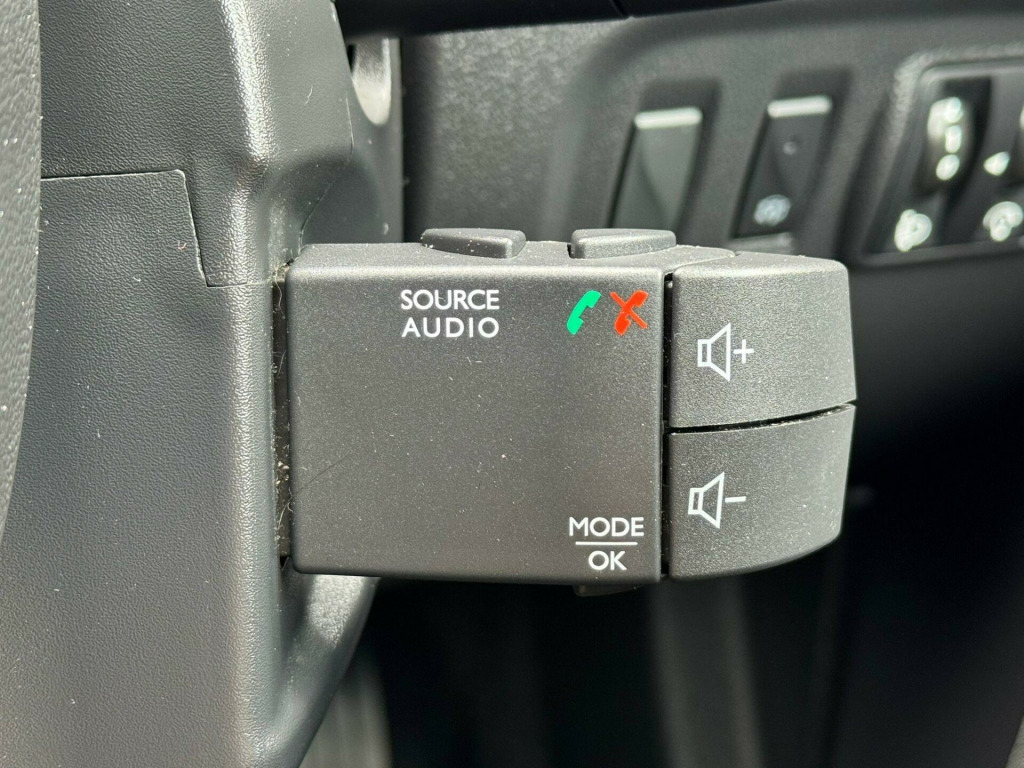 SOURCE
AUDIO
+
-
MODE
OK